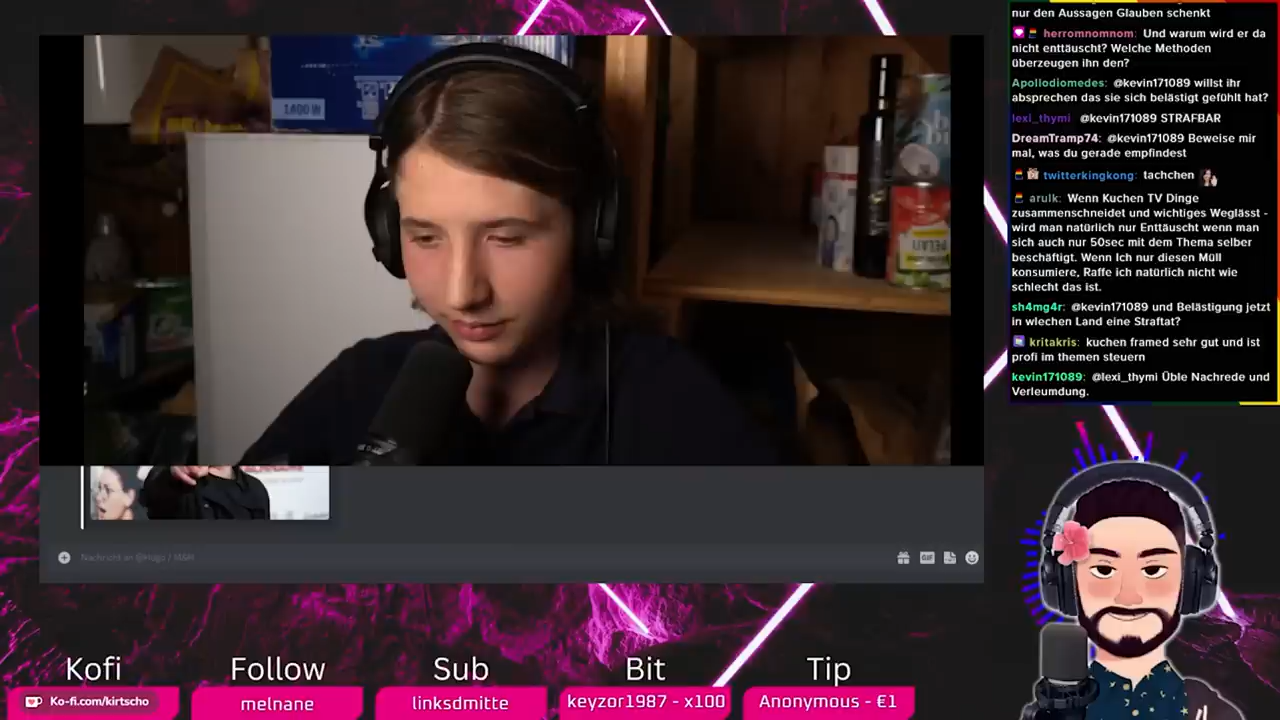 nur den Aussagen Glauben schenkt
herromnomnom: Und warum wird er da
nicht enttäuscht? Welche Methoden
überzeugen ihn den?
Apollodiomedes: @kevin171089 willst ihr
absprechen das sie sich belästigt gefühlt hat?
lexi_thymi @kevin171089 STRAFBAR
DreamTramp74: @kevin171089 Beweise mir
mal, was du gerade empfindest
twitterkingkong: tachchen
arulk: Wenn Kuchen TV Dinge
zusammenschneidet und wichtiges Weglässt -
wird man natürlich nur Enttäuscht wenn man
sich auch nur 50sec mit dem Thema selber
beschäftigt. Wenn Ich nur diesen Müll
konsumiere, Raffe ich natürlich nicht wie
schlecht das ist.
sh4mg4r: @kevin171089 und Belästigung jetzt
in wlechen Land eine Straftat?
kritakris: kuchen framed sehr gut und ist
profi im themen steuern
kevin171089: @lexi_thymi Üble Nachrede und
Verleumdung.
1400 W
Nachricht an
GIF
Kofi
Follow
Sub
Bit
Tip
Ko-fi.com/kirtscho
melnane
linksdmitte
keyzor1987 - x100
Anonymous - €1